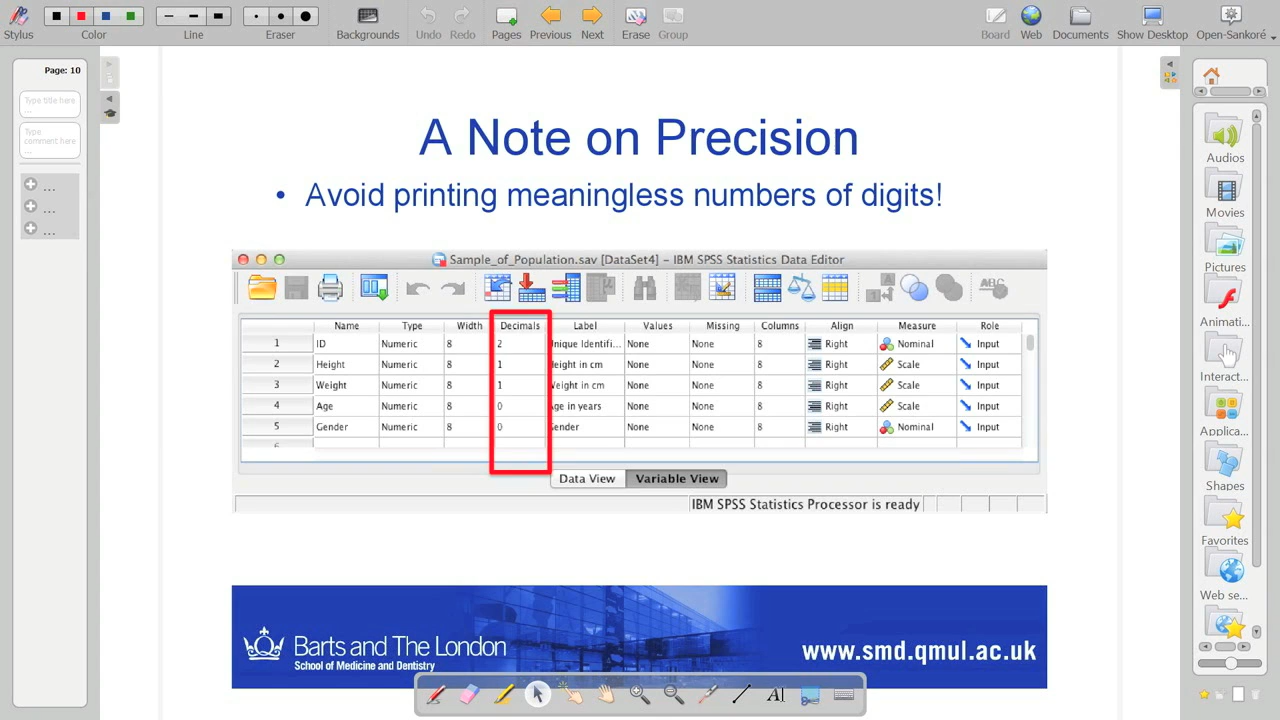 Stylus Color Line Eraser Backgrounds Undo Redo Pages Previous Next Erase Group Board Web Documents Show Desktop Open-Sankoré
Page: 10
Type title here
...
Type
comment here
...
...
...
...
A Note on Precision
• Avoid printing meaningless numbers of digits!
Sample_of_Population.sav [DataSet4] – IBM SPSS Statistics Data Editor
Name Type Width Decimals Label Values Missing Columns Align Measure Role
1 ID Numeric 8 2 Unique Identifi... None None 8 Right Nominal Input
2 Height Numeric 8 1 Height in cm None None 8 Right Scale Input
3 Weight Numeric 8 1 Weight in cm None None 8 Right Scale Input
4 Age Numeric 8 0 Age in years None None 8 Right Scale Input
5 Gender Numeric 8 0 Gender None None 8 Right Nominal Input
6
Data View Variable View
IBM SPSS Statistics Processor is ready
Barts and The London
School of Medicine and Dentistry
www.smd.qmul.ac.uk
Audios
Movies
Pictures
Animati...
Interact...
Applica...
Shapes
Favorites
Web se...